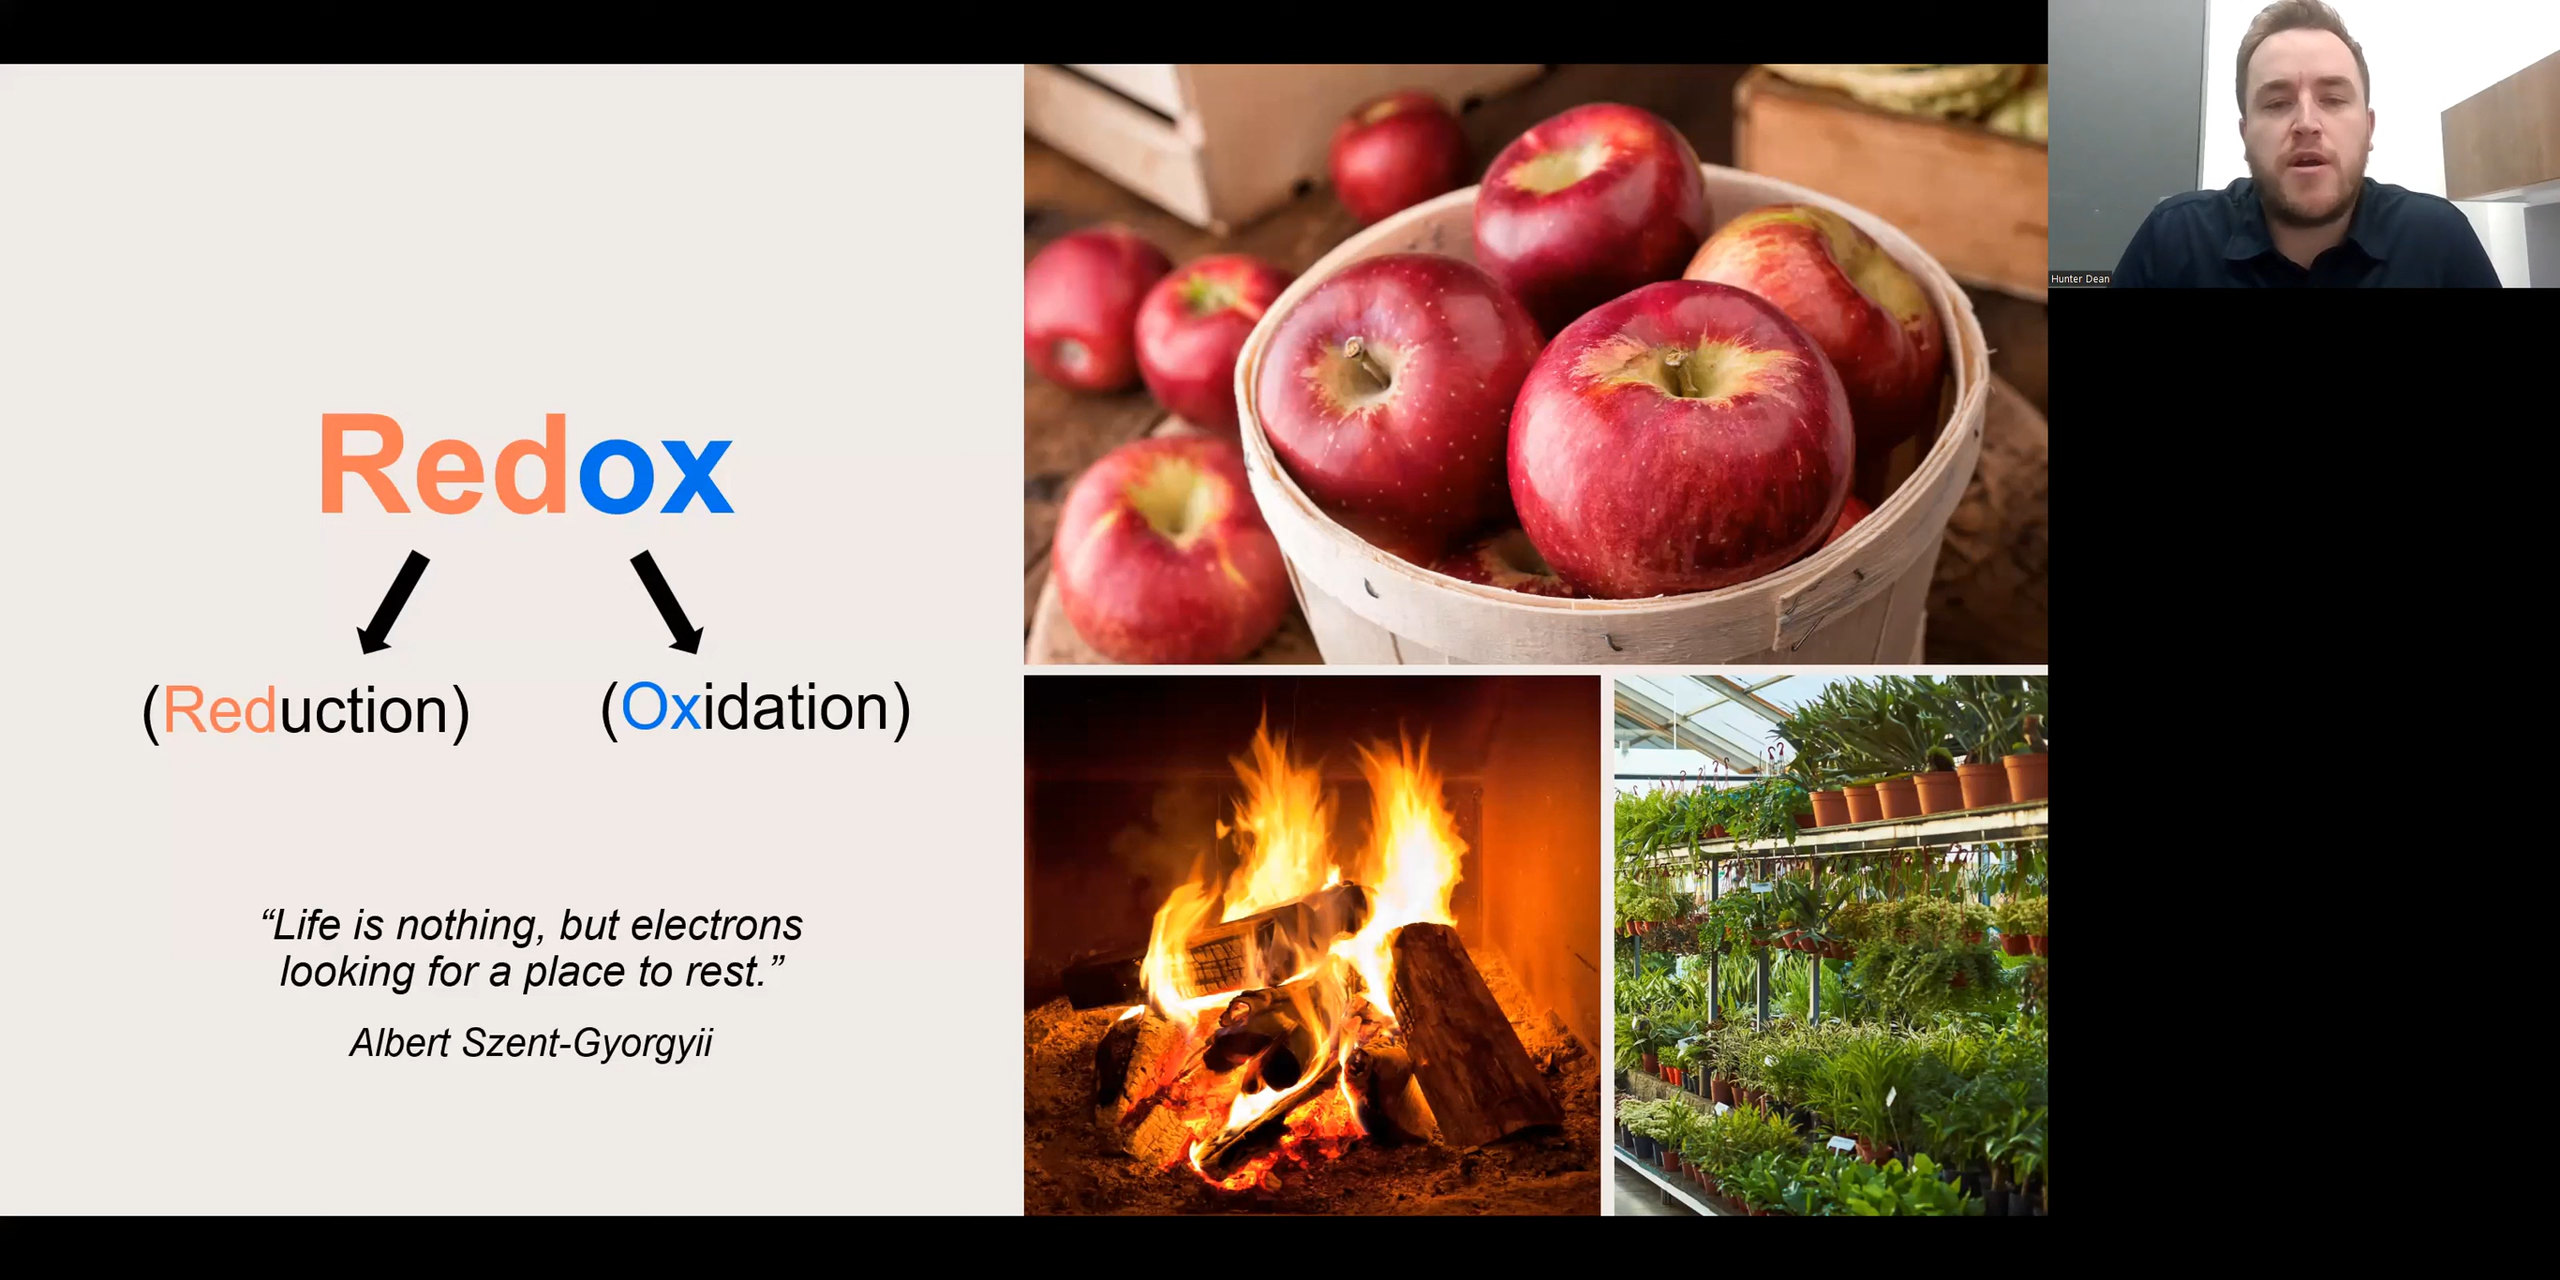 Redox
(Reduction) (Oxidation)
“Life is nothing, but electrons
looking for a place to rest.”
Albert Szent-Gyorgyii
Hunter Dean